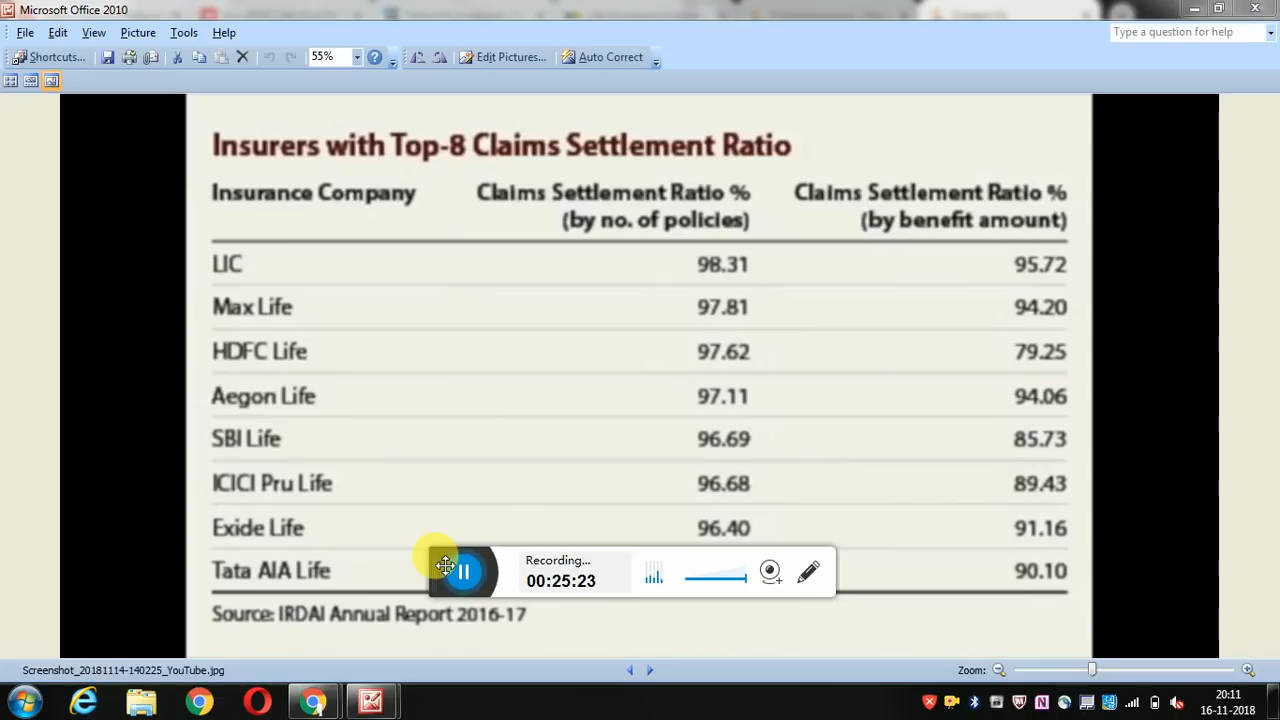 Microsoft Office 2010
File Edit View Picture Tools Help
Type a question for help
Shortcuts... 55% Edit Pictures... Auto Correct
Insurers with Top-8 Claims Settlement Ratio
Insurance Company Claims Settlement Ratio % Claims Settlement Ratio %
(by no. of policies) (by benefit amount)
LIC 98.31 95.72
Max Life 97.81 94.20
HDFC Life 97.62 79.25
Aegon Life 97.11 94.06
SBI Life 96.69 85.73
ICICI Pru Life 96.68 89.43
Exide Life 96.40 91.16
Tata AIA Life 90.10
Recording...
00:25:23
Source: IRDAI Annual Report 2016-17
Screenshot_20181114-140225_YouTube.jpg Zoom:
20:11
16-11-2018